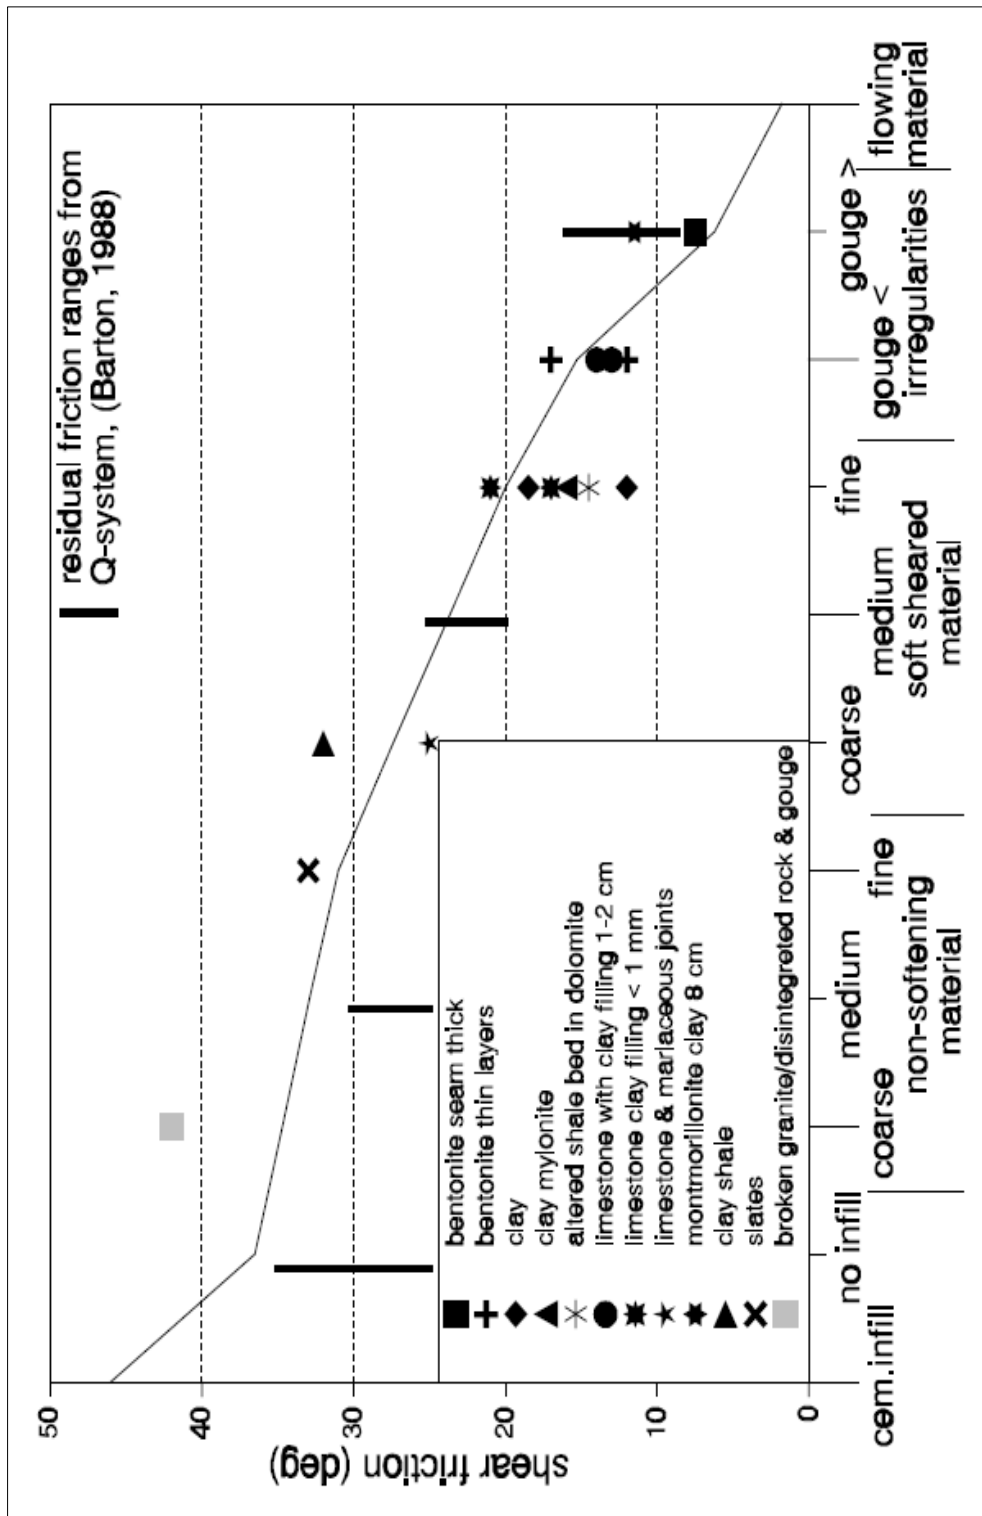 residual friction ranges from
Q-system, (Barton, 1988)
shear friction (deg)
50
40
30
20
10
0
bentonite seam thick
bentonite thin layers
clay
clay mylonite
altered shale bed in dolomite
limestone with clay filling 1-2 cm
limestone clay filling < 1 mm
limestone & marlaceous joints
montmorillonite clay 8 cm
clay shale
slates
broken granite/disintegreted rock & gouge
cem.infill
no infill
coarse
medium
fine
non-softening
material
coarse
medium
fine
soft sheared
material
gouge <
gouge >
irrregularities
flowing
material